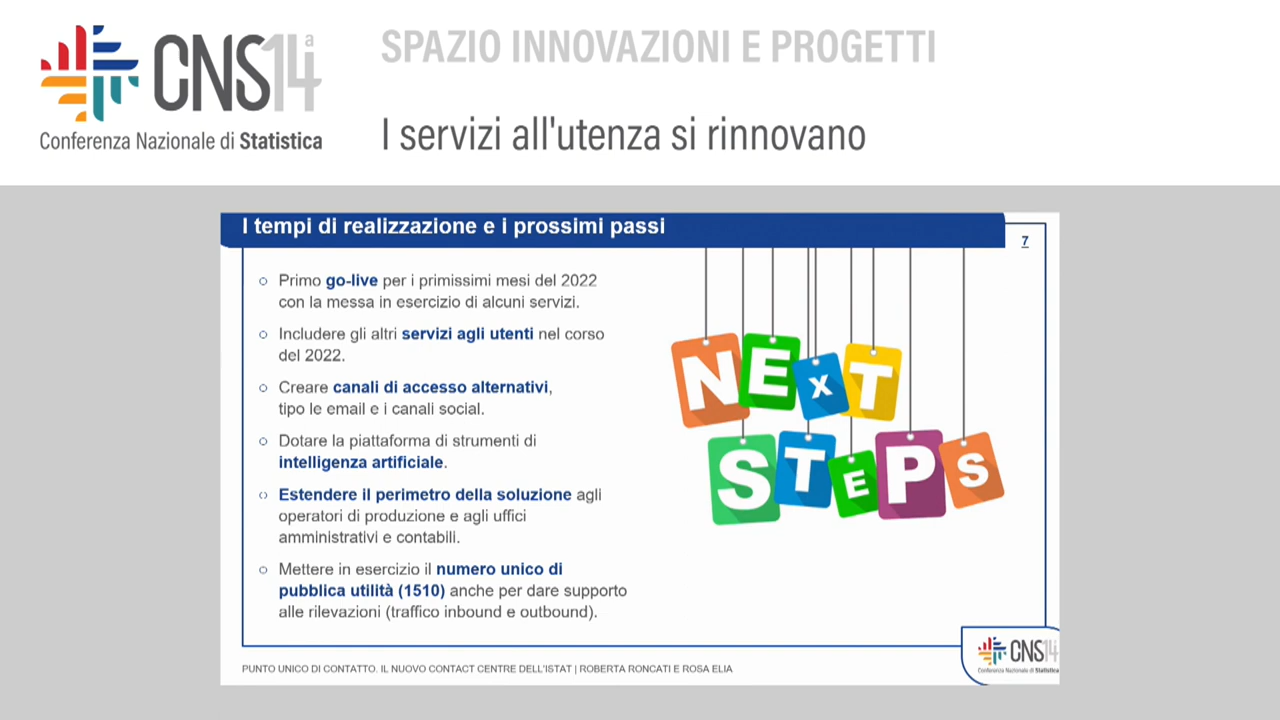 CNS14ª
Conferenza Nazionale di Statistica
SPAZIO INNOVAZIONI E PROGETTI
I servizi all'utenza si rinnovano
I tempi di realizzazione e i prossimi passi
7
Primo go-live per i primissimi mesi del 2022
con la messa in esercizio di alcuni servizi.
Includere gli altri servizi agli utenti nel corso
del 2022.
Creare canali di accesso alternativi,
tipo le email e i canali social.
Dotare la piattaforma di strumenti di
intelligenza artificiale.
Estendere il perimetro della soluzione agli
operatori di produzione e agli uffici
amministrativi e contabili.
Mettere in esercizio il numero unico di
pubblica utilità (1510) anche per dare supporto
alle rilevazioni (traffico inbound e outbound).
NExT
STePS
PUNTO UNICO DI CONTATTO. IL NUOVO CONTACT CENTRE DELL'ISTAT | ROBERTA RONCATI E ROSA ELIA
CNS14
Conferenza Nazionale di Statistica